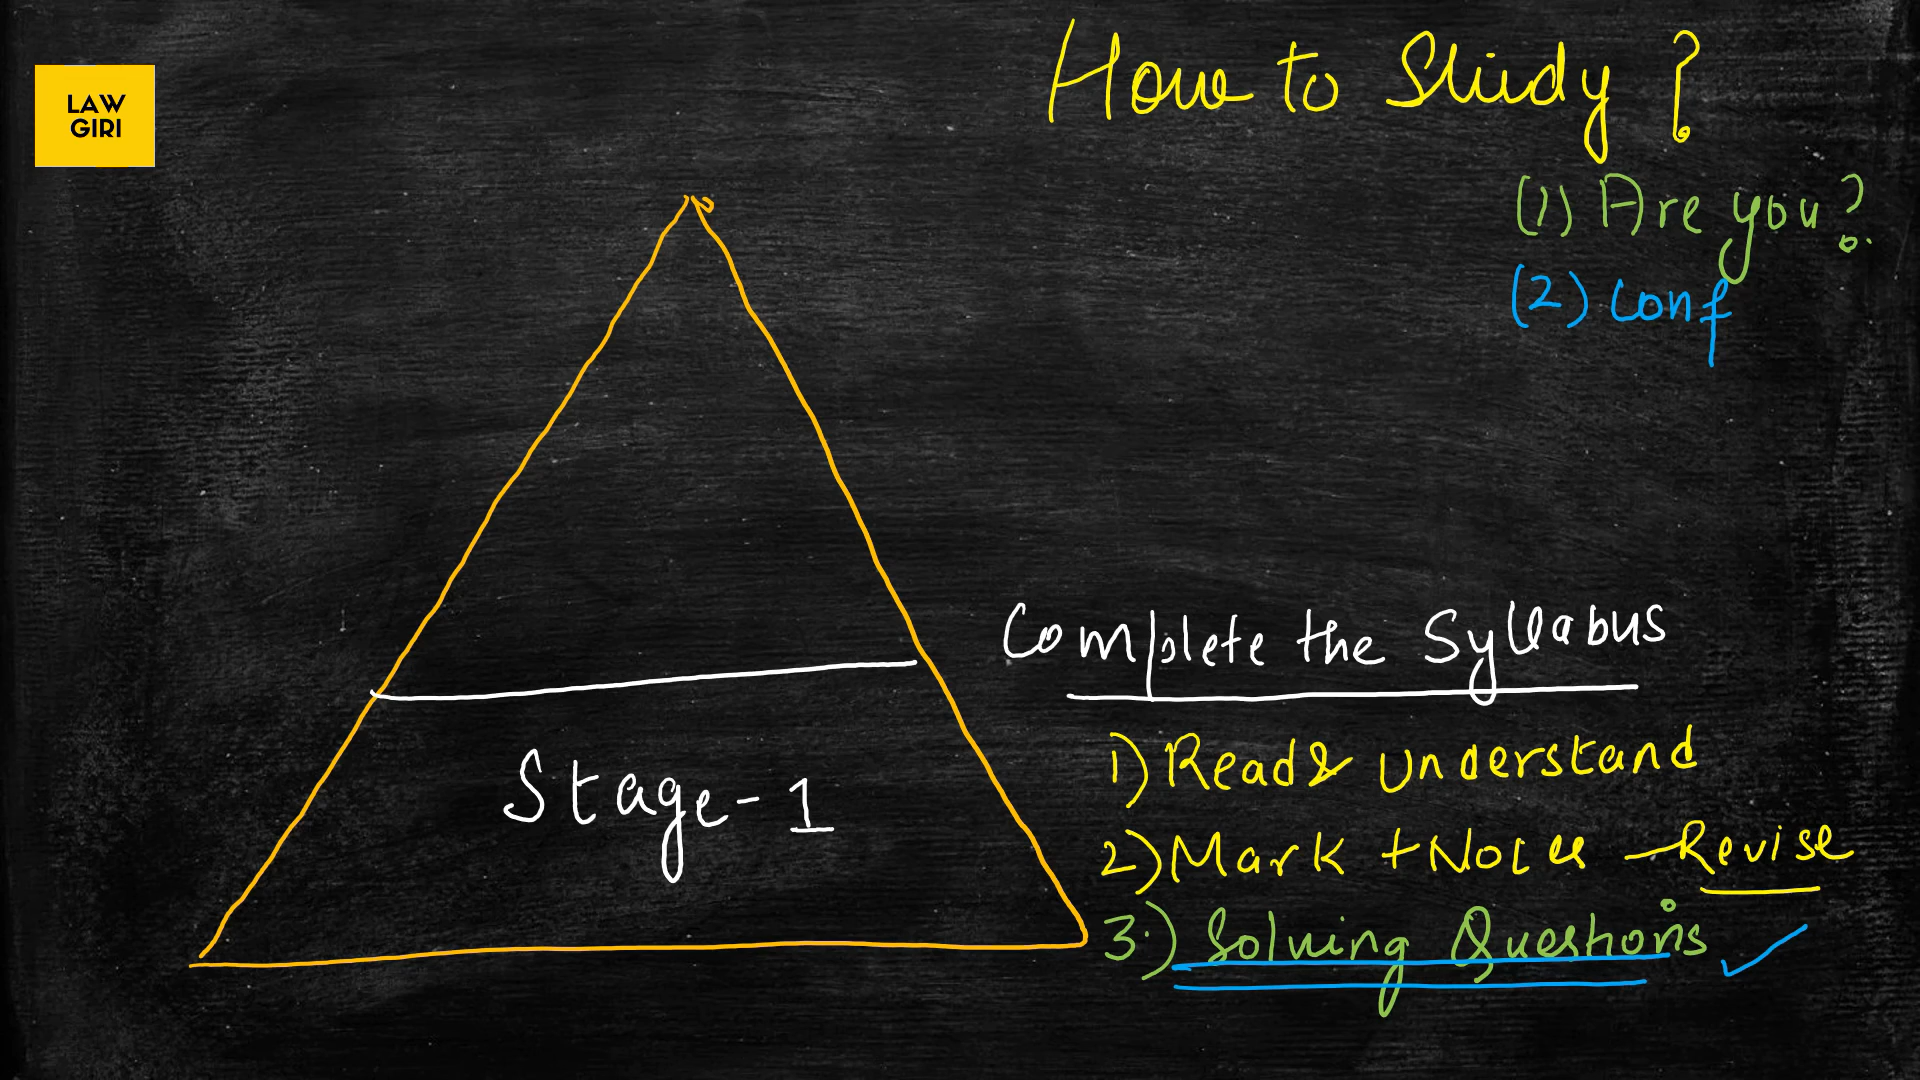 LAW
GIRI
How to Study?
(1) Are you?
(2) Conf
Complete the Syllabus
1) Read & Understand
Stage-1
2) Mark + Notes - Revise
3.) Solving Questions ✓